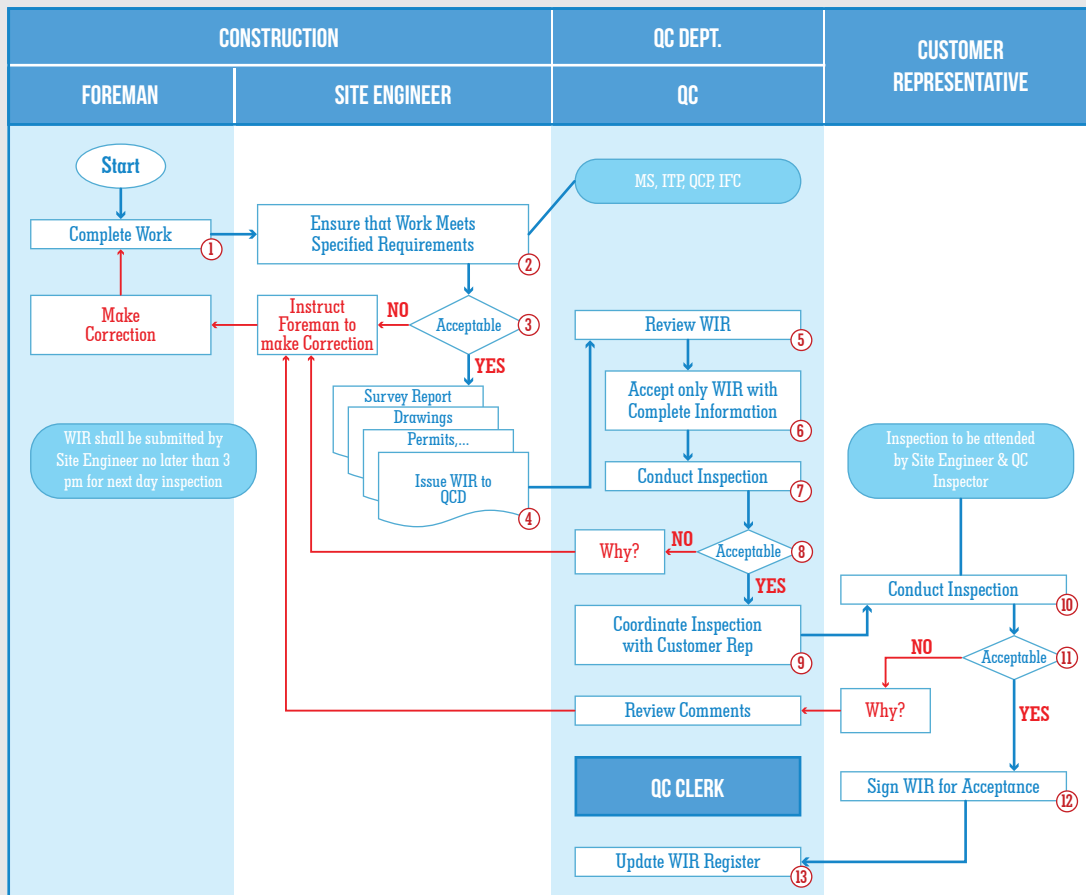 CONSTRUCTION
QC DEPT.
CUSTOMER
REPRESENTATIVE
FOREMAN
SITE ENGINEER
QC
Start
MS, ITP, QCP, IFC
Complete Work
1
Ensure that Work Meets
Specified Requirements
2
Make
Correction
Instruct
Foreman to
make Correction
NO
Acceptable
3
YES
Review WIR
5
Survey Report
Drawings
Permits,...
Issue WIR to
QCD
4
Accept only WIR with
Complete Information
6
WIR shall be submitted by
Site Engineer no later than 3
pm for next day inspection
Inspection to be attended
by Site Engineer & QC
Inspector
Conduct Inspection
7
Why?
NO
Acceptable
8
YES
Conduct Inspection
10
Coordinate Inspection
with Customer Rep
9
NO
Acceptable
11
YES
Review Comments
Why?
QC CLERK
Sign WIR for Acceptance
12
Update WIR Register
13